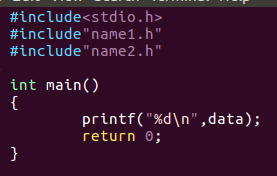 #include<stdio.h>
#include"name1.h"
#include"name2.h"
int main()
{
printf("%d\n",data);
return 0;
}